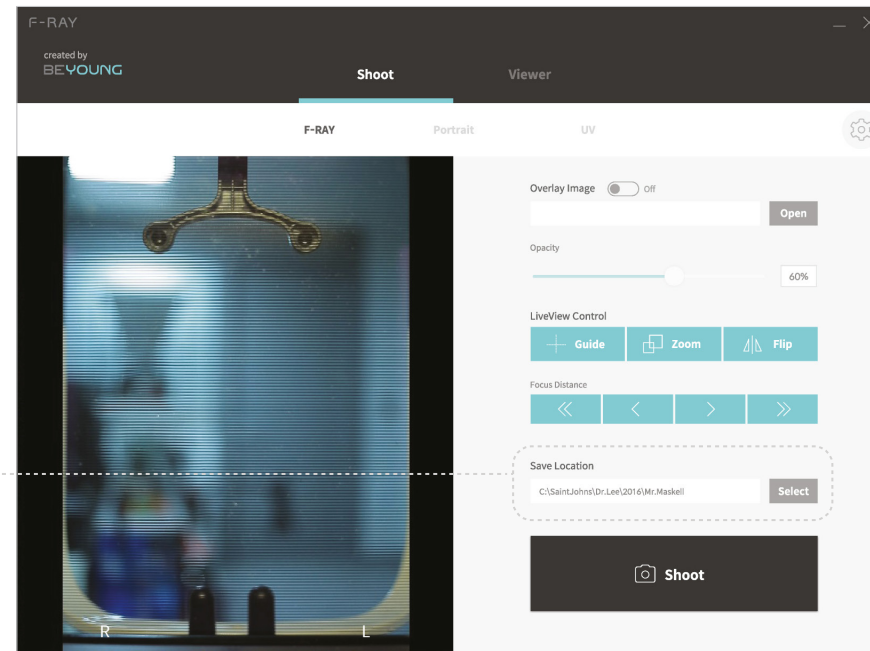 F-RAY
created by
BEYOUNG
Shoot
Viewer
F-RAY
Portrait
UV
Overlay Image
Off
Open
Opacity
60%
LiveView Control
Guide
Zoom
Flip
Focus Distance
Save Location
C:\SaintJohns\Dr.Lee\2016\Mr.Maskell
Select
Shoot
R
L